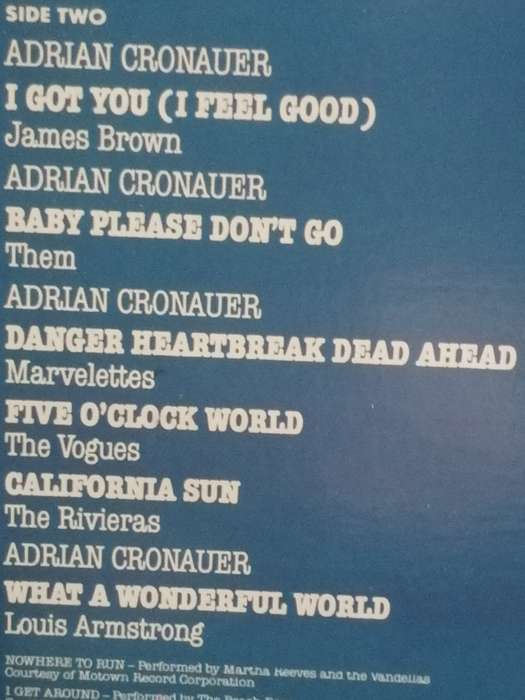 SIDE TWO
ADRIAN CRONAUER
I GOT YOU (I FEEL GOOD)
James Brown
ADRIAN CRONAUER
BABY PLEASE DON'T GO
Them
ADRIAN CRONAUER
DANGER HEARTBREAK DEAD AHEAD
Marvelettes
FIVE O'CLOCK WORLD
The Vogues
CALIFORNIA SUN
The Rivieras
ADRIAN CRONAUER
WHAT A WONDERFUL WORLD
Louis Armstrong
NOWHERE TO RUN – Performed by Martha Reeves and the Vandellas
Courtesy of Motown Record Corporation
I GET AROUND – Performed by The Beach